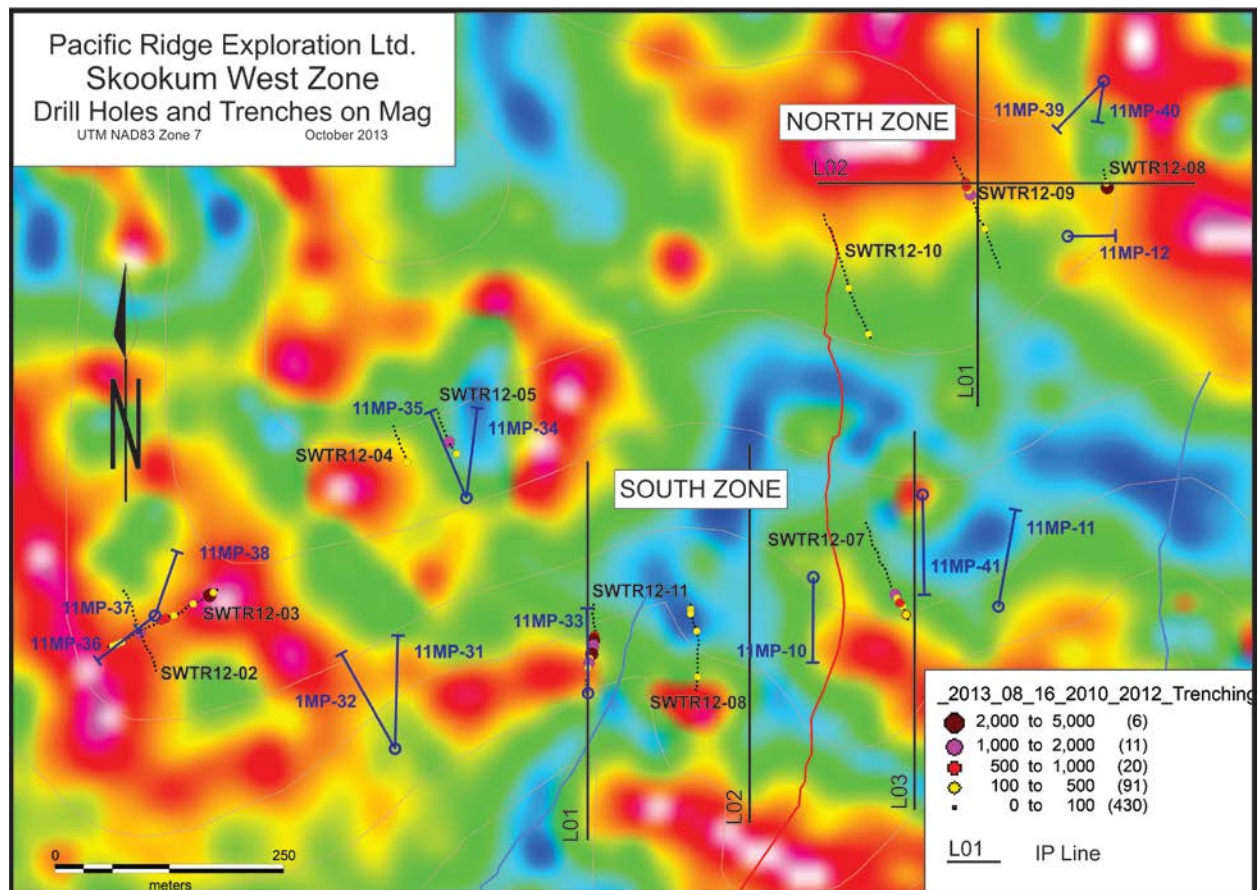 Pacific Ridge Exploration Ltd.
Skookum West Zone
Drill Holes and Trenches on Mag
UTM NAD83 Zone 7 October 2013
11MP-39
11MP-40
NORTH ZONE
L02
SWTR12-08
SWTR12-09
SWTR12-10
11MP-12
L01
N
SWTR12-05
11MP-35
11MP-34
SWTR12-04
SOUTH ZONE
SWTR12-07
11MP-11
11MP-41
11MP-38
11MP-37
SWTR12-03
11MP-36
SWTR12-02
SWTR12-11
11MP-33
11MP-31
1MP-32
11MP-10
SWTR12-08
L01
L02
L03
_2013_08_16_2010_2012_Trenching
2,000 to 5,000 (6)
1,000 to 2,000 (11)
500 to 1,000 (20)
100 to 500 (91)
0 to 100 (430)
L01 IP Line
0 250
meters